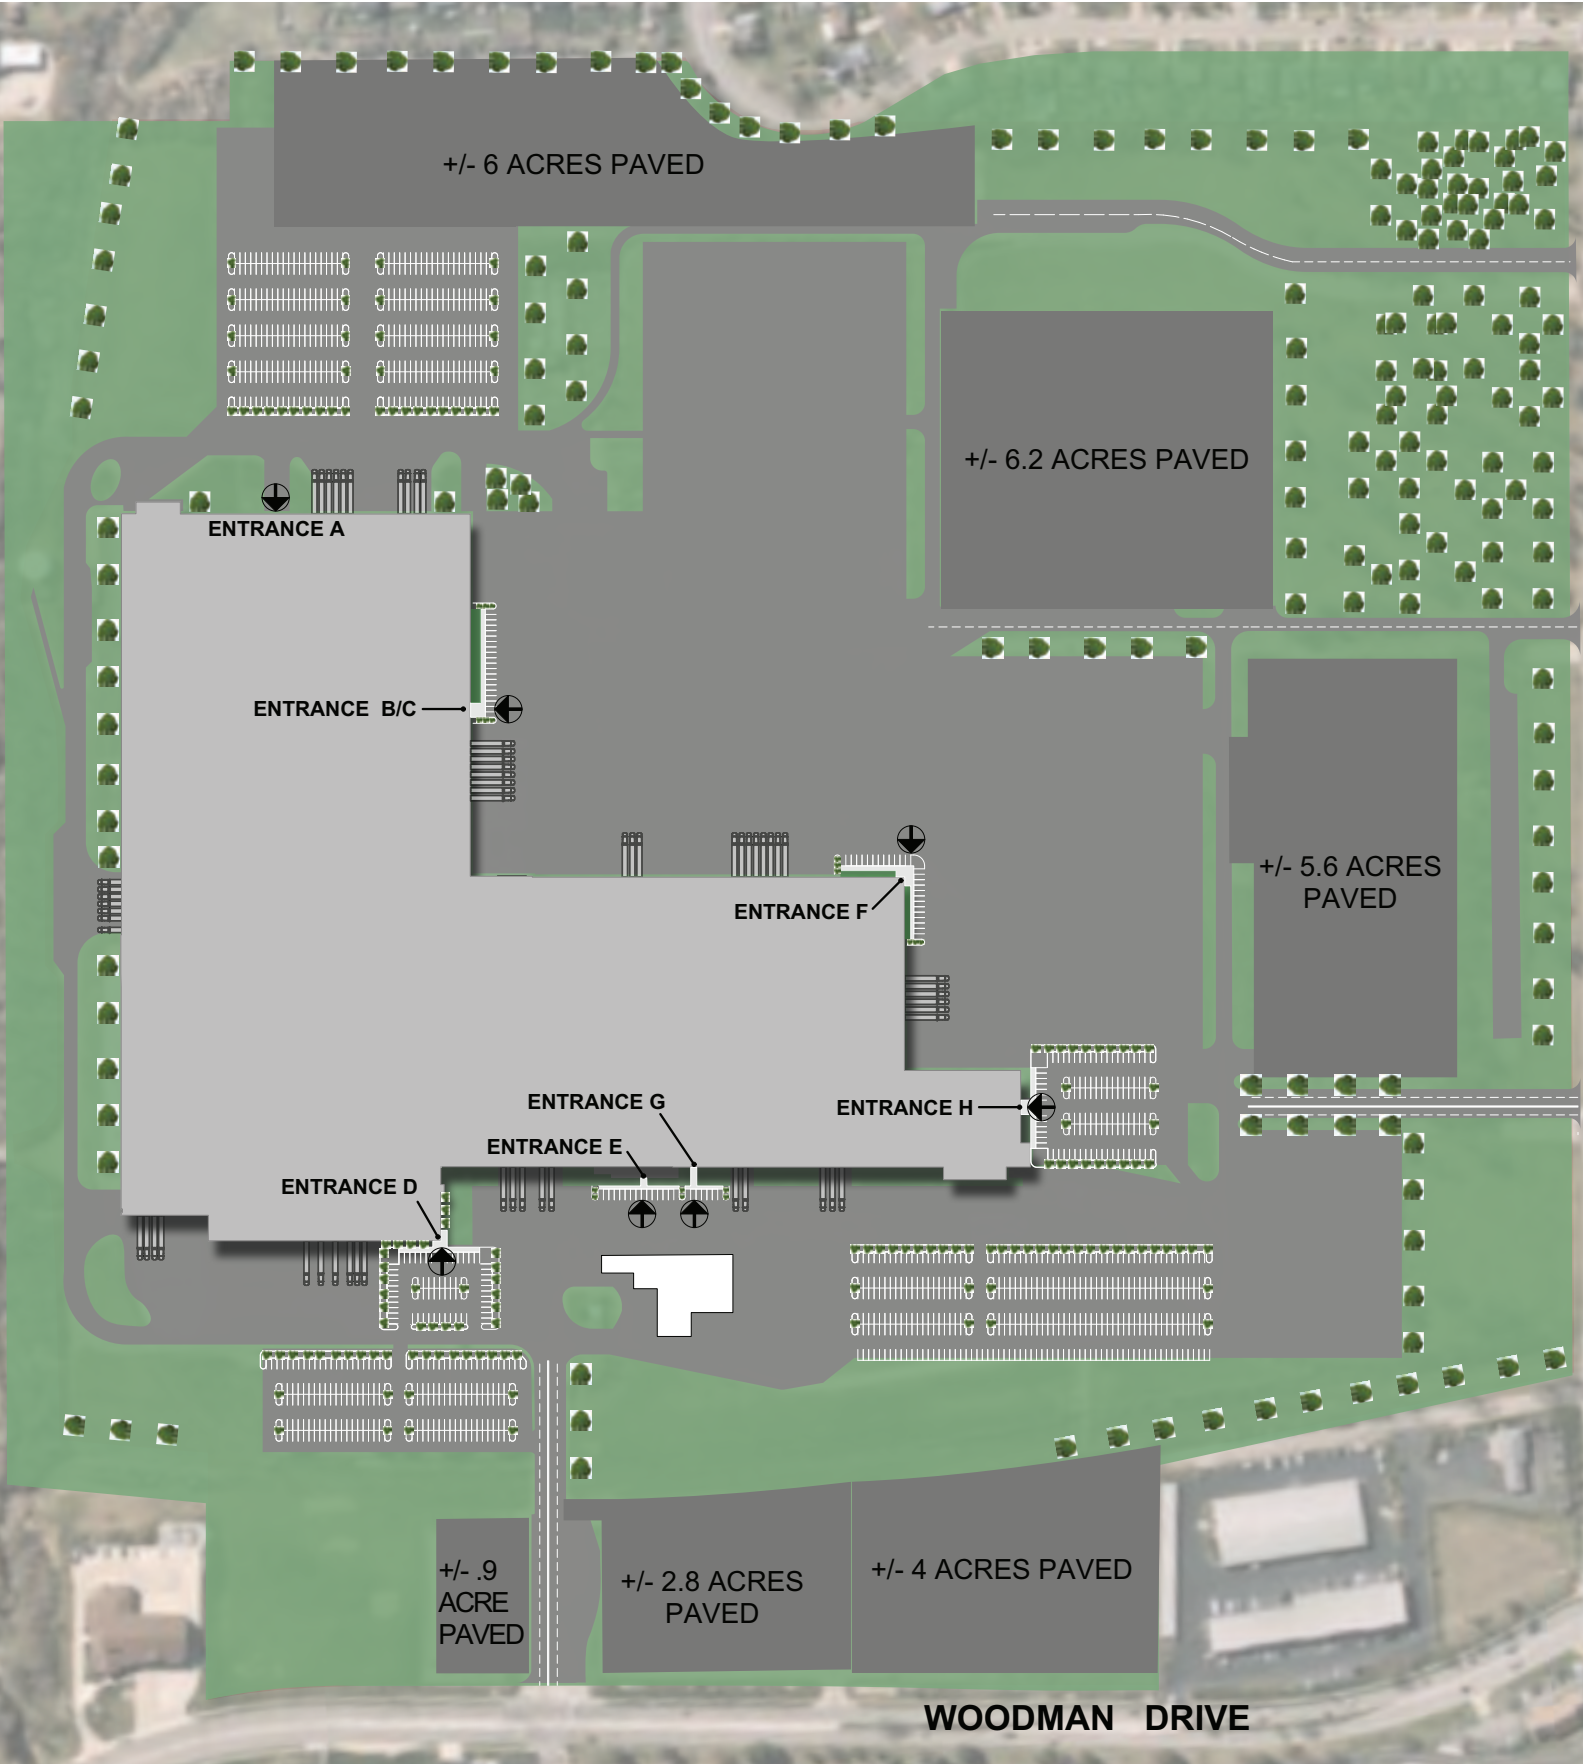 +/- 6 ACRES PAVED
+/- 6.2 ACRES PAVED
ENTRANCE A
ENTRANCE B/C
+/- 5.6 ACRES
PAVED
ENTRANCE F
ENTRANCE G
ENTRANCE H
ENTRANCE E
ENTRANCE D
+/- .9
ACRE
PAVED
+/- 2.8 ACRES
PAVED
+/- 4 ACRES PAVED
WOODMAN DRIVE